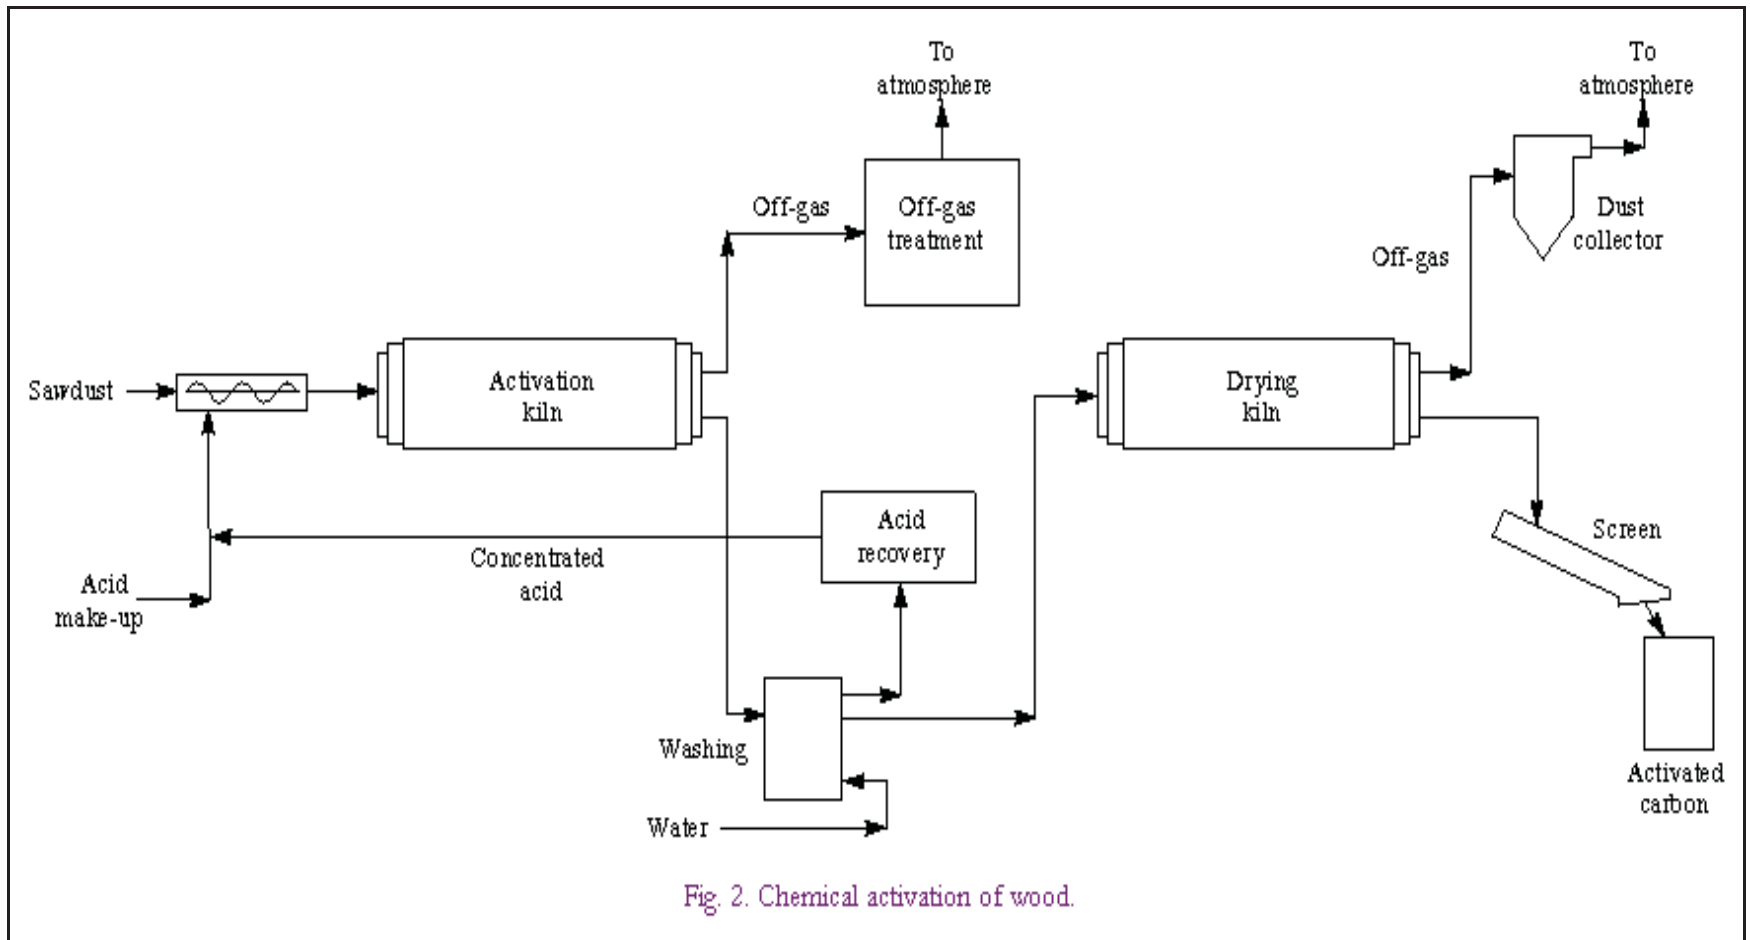 To
atmosphere
To
atmosphere
Off-gas
Off-gas
treatment
Dust
collector
Off-gas
Sawdust
Activation
kiln
Drying
kiln
Acid
recovery
Screen
Concentrated
acid
Acid
make-up
Washing
Activated
carbon
Water
Fig. 2. Chemical activation of wood.